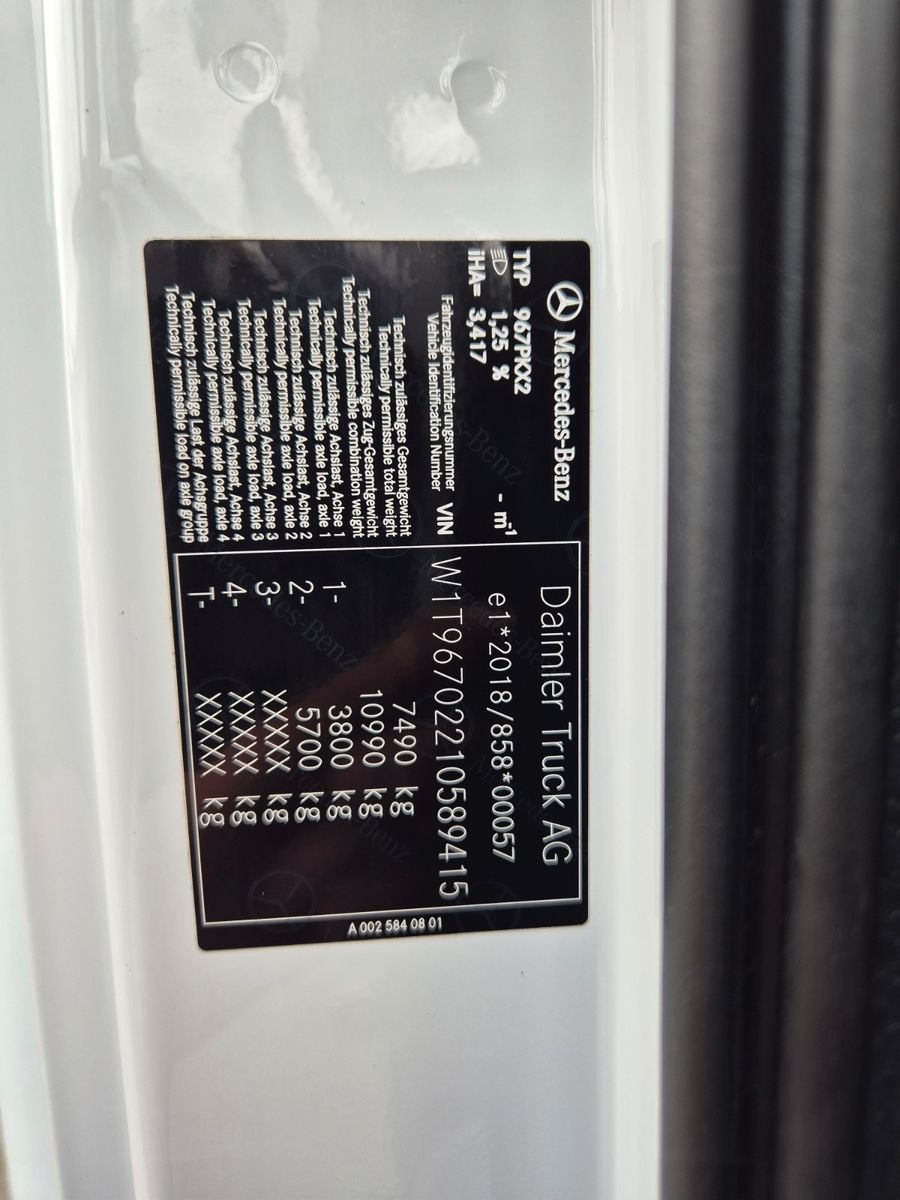 Mercedes-Benz
TYP 967PKX2
1,25 % - m⁻¹
iHA= 3,417
Daimler Truck AG
e1*2018/858*00057
Fahrzeugidentifizierungsnummer
Vehicle Identification Number VIN W1T96702210589415
Technisch zulässiges Gesamtgewicht
Technically permissible total weight 7490 kg
Technisch zulässiges Zug-Gesamtgewicht
Technically permissible combination weight 10990 kg
Technisch zulässige Achslast, Achse 1
Technically permissible axle load, axle 1 1- 3800 kg
Technisch zulässige Achslast, Achse 2
Technically permissible axle load, axle 2 2- 5700 kg
Technisch zulässige Achslast, Achse 3
Technically permissible axle load, axle 3 3- XXXXX kg
Technisch zulässige Achslast, Achse 4
Technically permissible axle load, axle 4 4- XXXXX kg
Technisch zulässige Last der Achsgruppe
Technically permissible load on axle group T- XXXXX kg
A 002 584 08 01